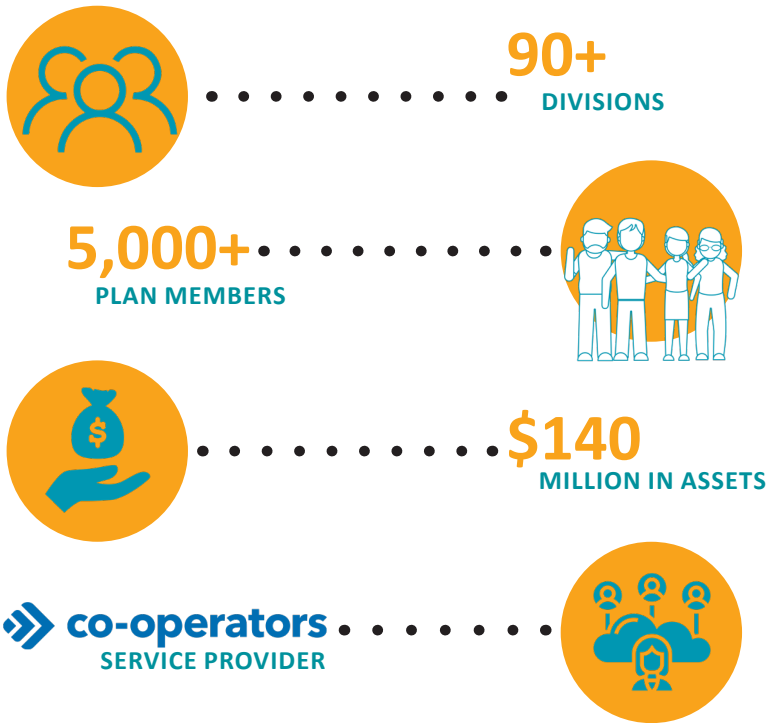 90+
DIVISIONS
5,000+
PLAN MEMBERS
$
$140
MILLION IN ASSETS
co-operators
SERVICE PROVIDER